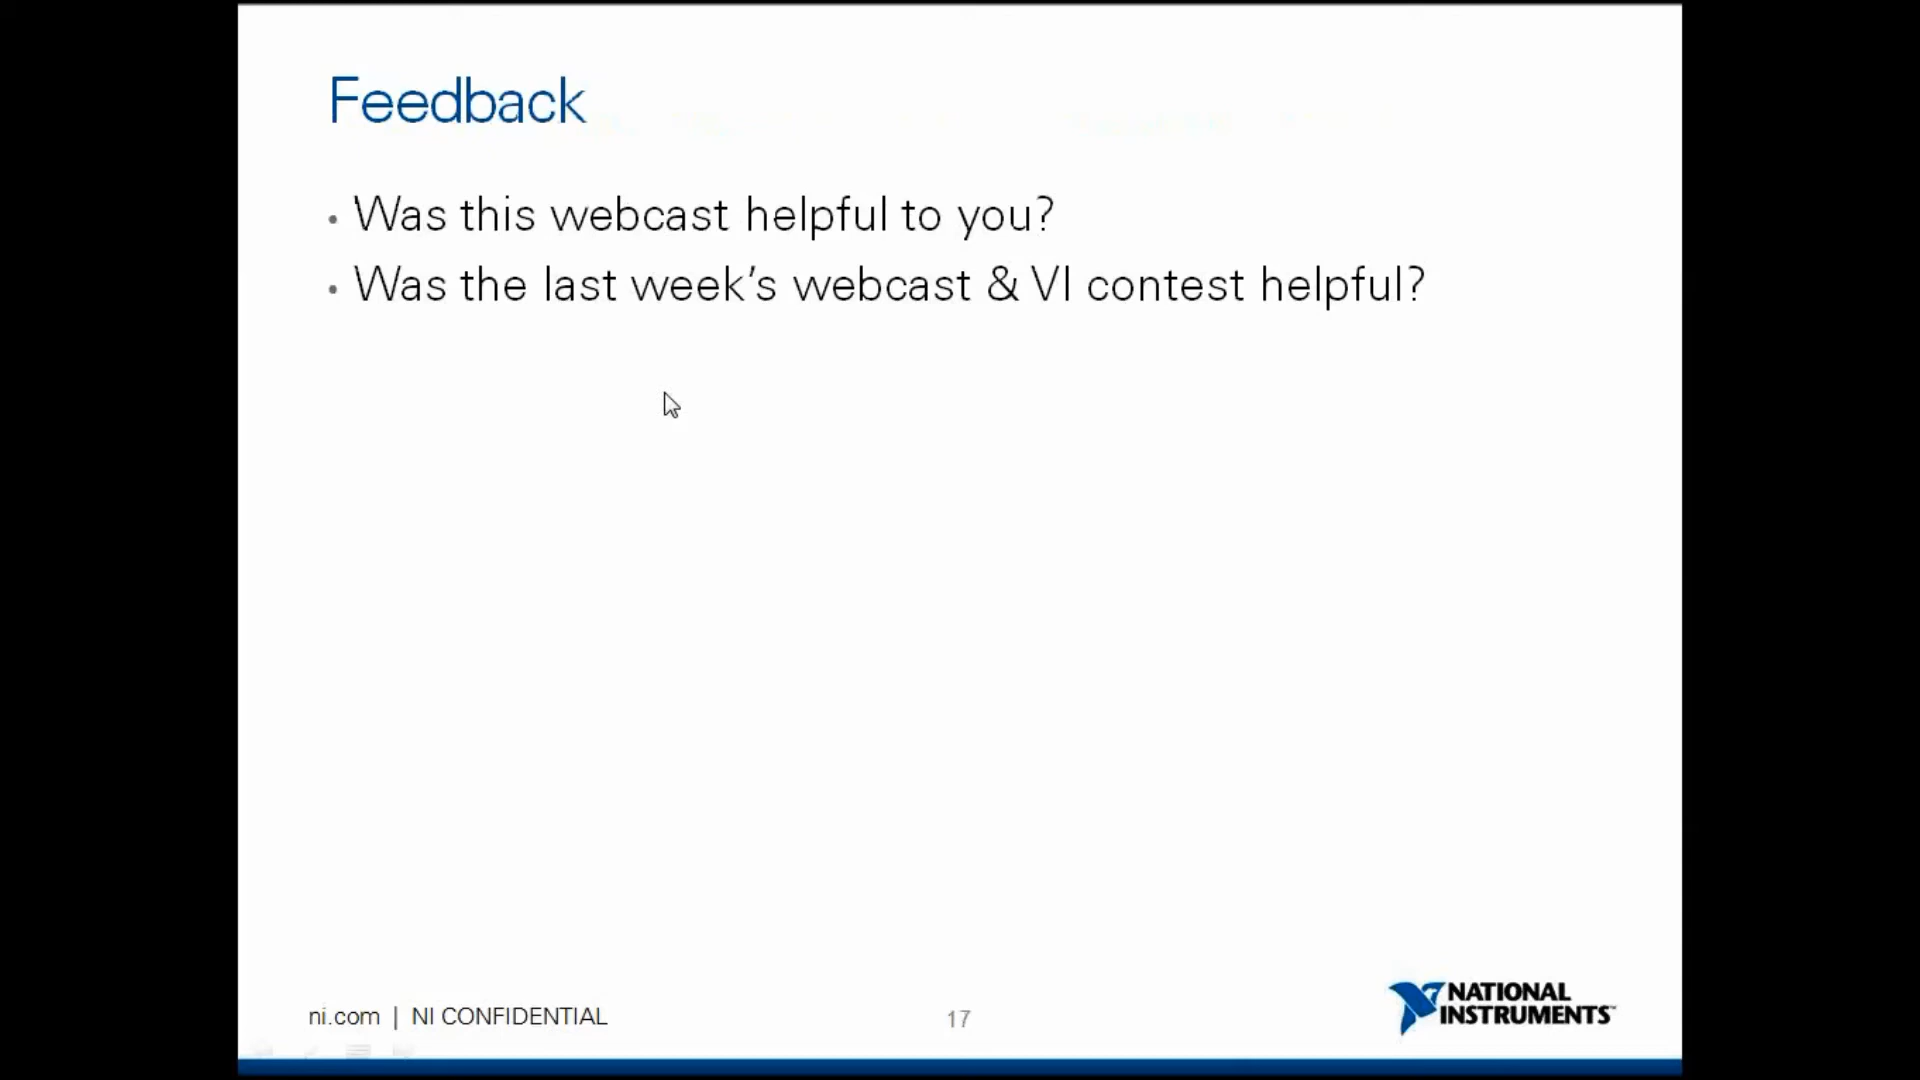 Feedback
• Was this webcast helpful to you?
• Was the last week's webcast & VI contest helpful?
ni.com | NI CONFIDENTIAL
17
NATIONAL
INSTRUMENTS™